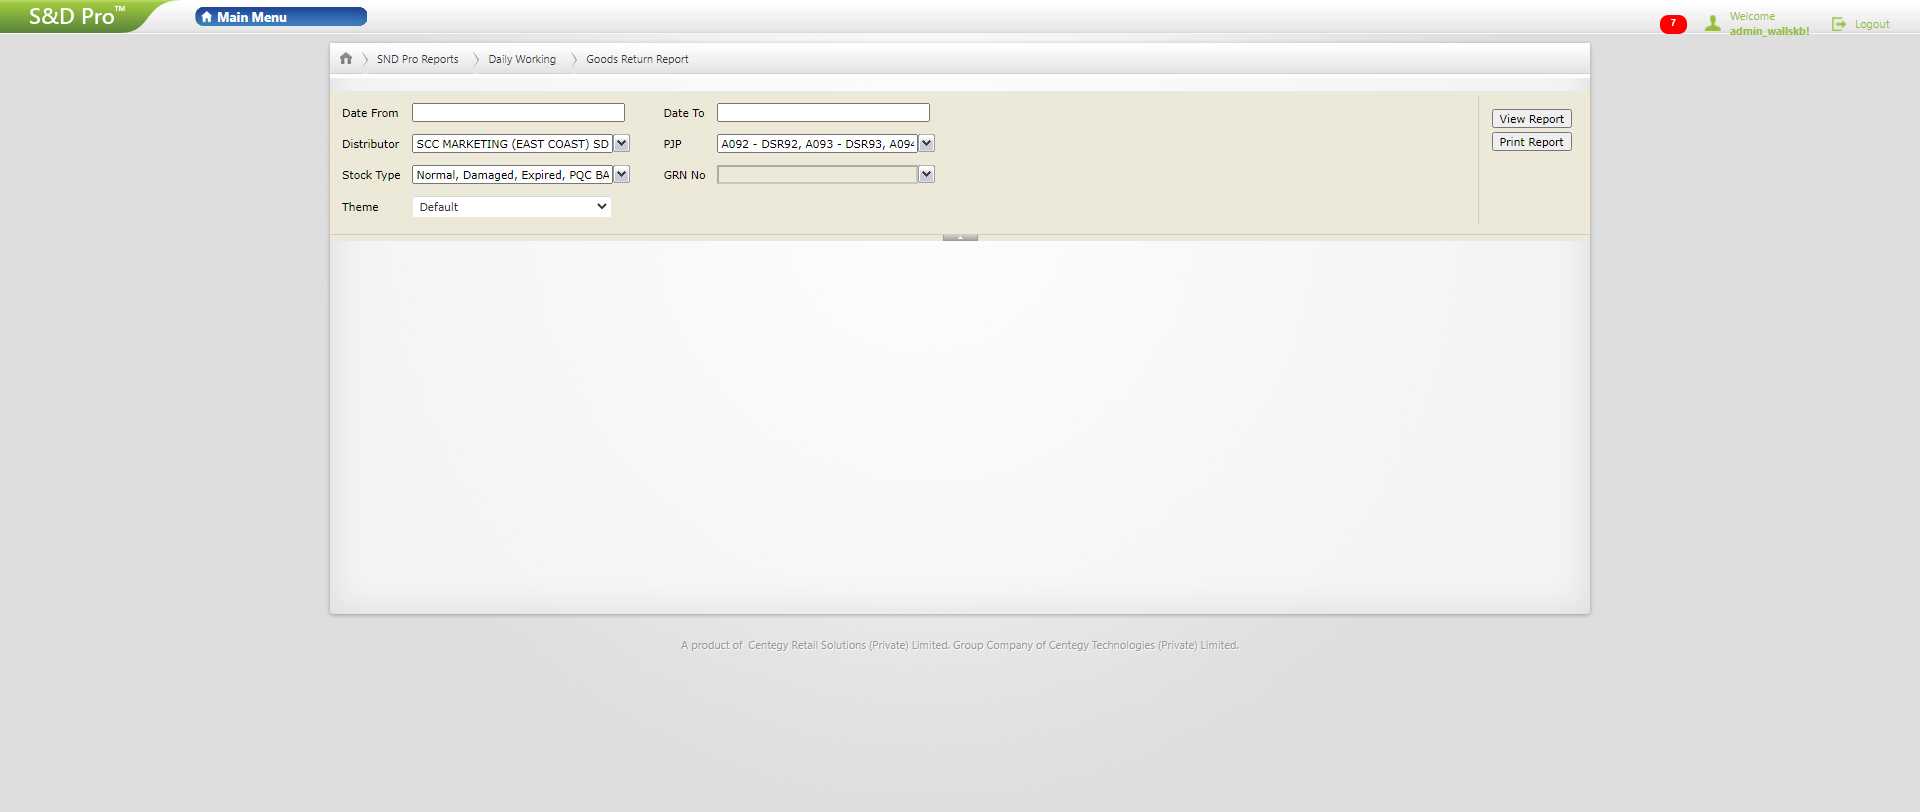 S&D Pro™
Main Menu
7
Welcome
admin_wallskb!
Logout
SND Pro Reports
Daily Working
Goods Return Report
Date From
Date To
View Report
Distributor
SCC MARKETING (EAST COAST) SD
PJP
A092 - DSR92, A093 - DSR93, A094
Print Report
Stock Type
Normal, Damaged, Expired, PQC BA
GRN No
Theme
Default
A product of Centegy Retail Solutions (Private) Limited. Group Company of Centegy Technologies (Private) Limited.